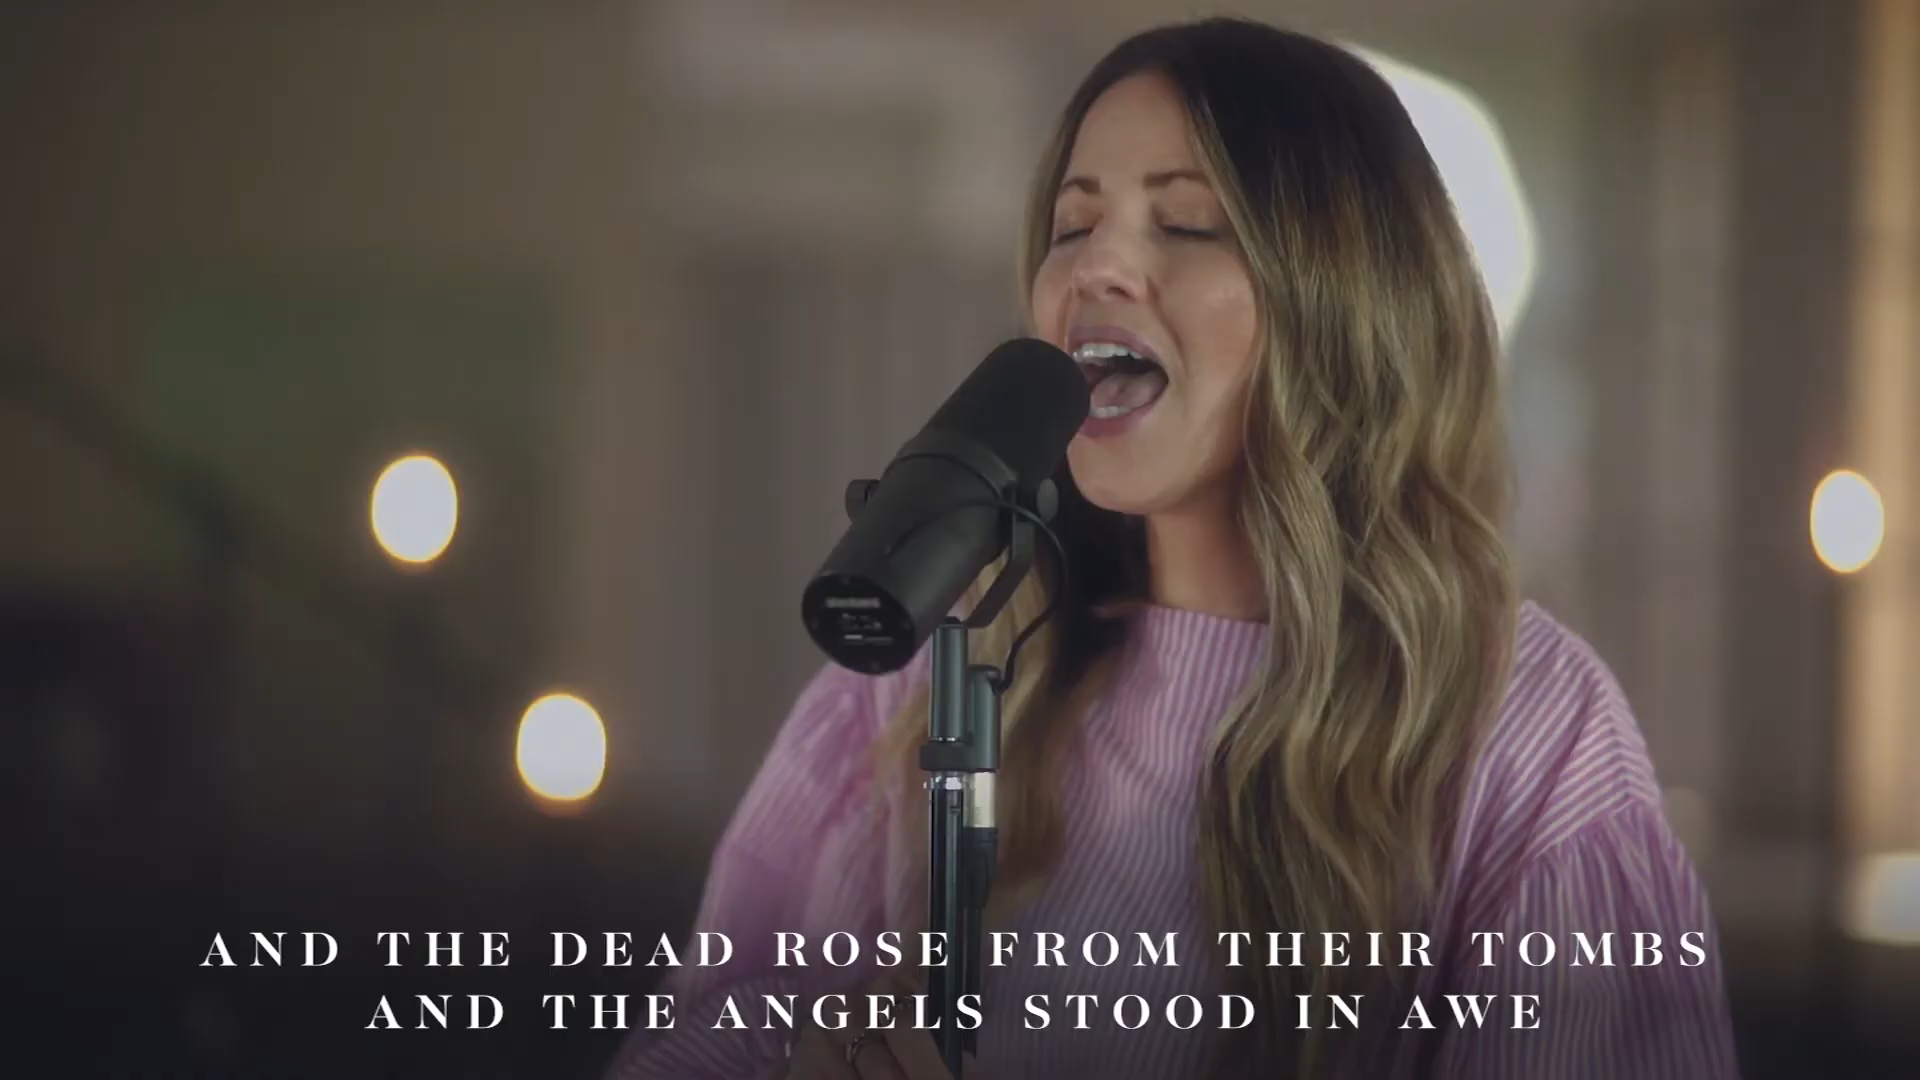 AND THE DEAD ROSE FROM THEIR TOMBS
AND THE ANGELS STOOD IN AWE